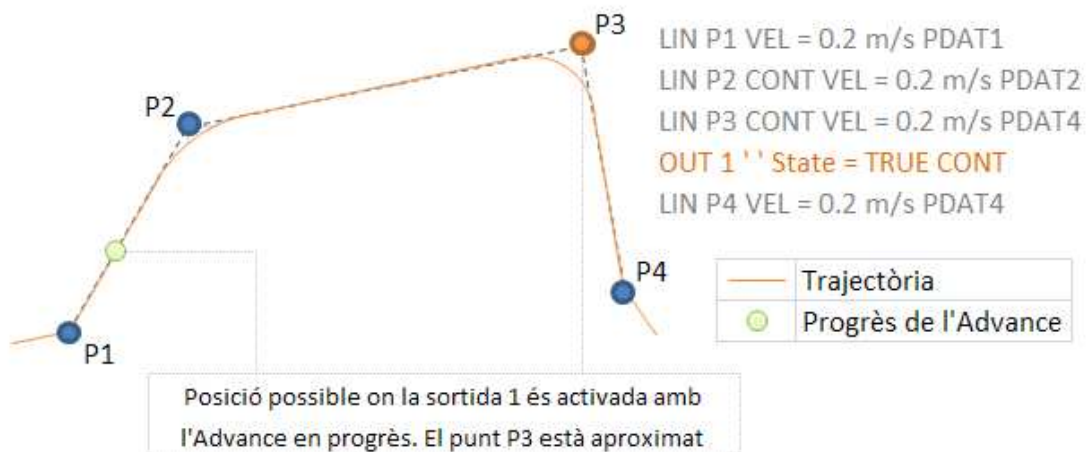 P3
LIN P1 VEL = 0.2 m/s PDAT1
LIN P2 CONT VEL = 0.2 m/s PDAT2
P2
LIN P3 CONT VEL = 0.2 m/s PDAT4
OUT 1 ' ' State = TRUE CONT
LIN P4 VEL = 0.2 m/s PDAT4
P4
Trajectòria
Progrès de l'Advance
P1
Posició possible on la sortida 1 és activada amb
l'Advance en progrès. El punt P3 està aproximat